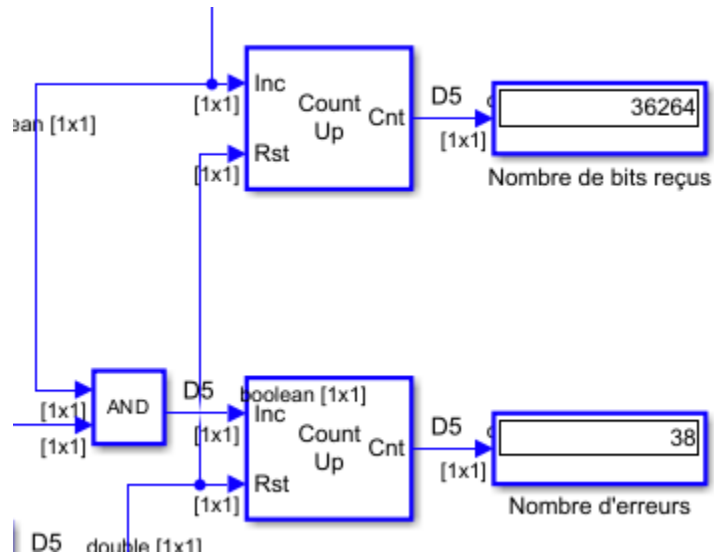 Inc
[1x1]
Count
Up
Cnt
D5
[1x1]
36264
ean [1x1]
Rst
[1x1]
Nombre de bits reçus
[1x1]
AND
[1x1]
D5
boolean [1x1]
Inc
[1x1]
Count
Up
Cnt
D5
[1x1]
38
Rst
[1x1]
Nombre d'erreurs
D5
double [1x1]